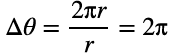 Δθ = 2πr / r = 2π